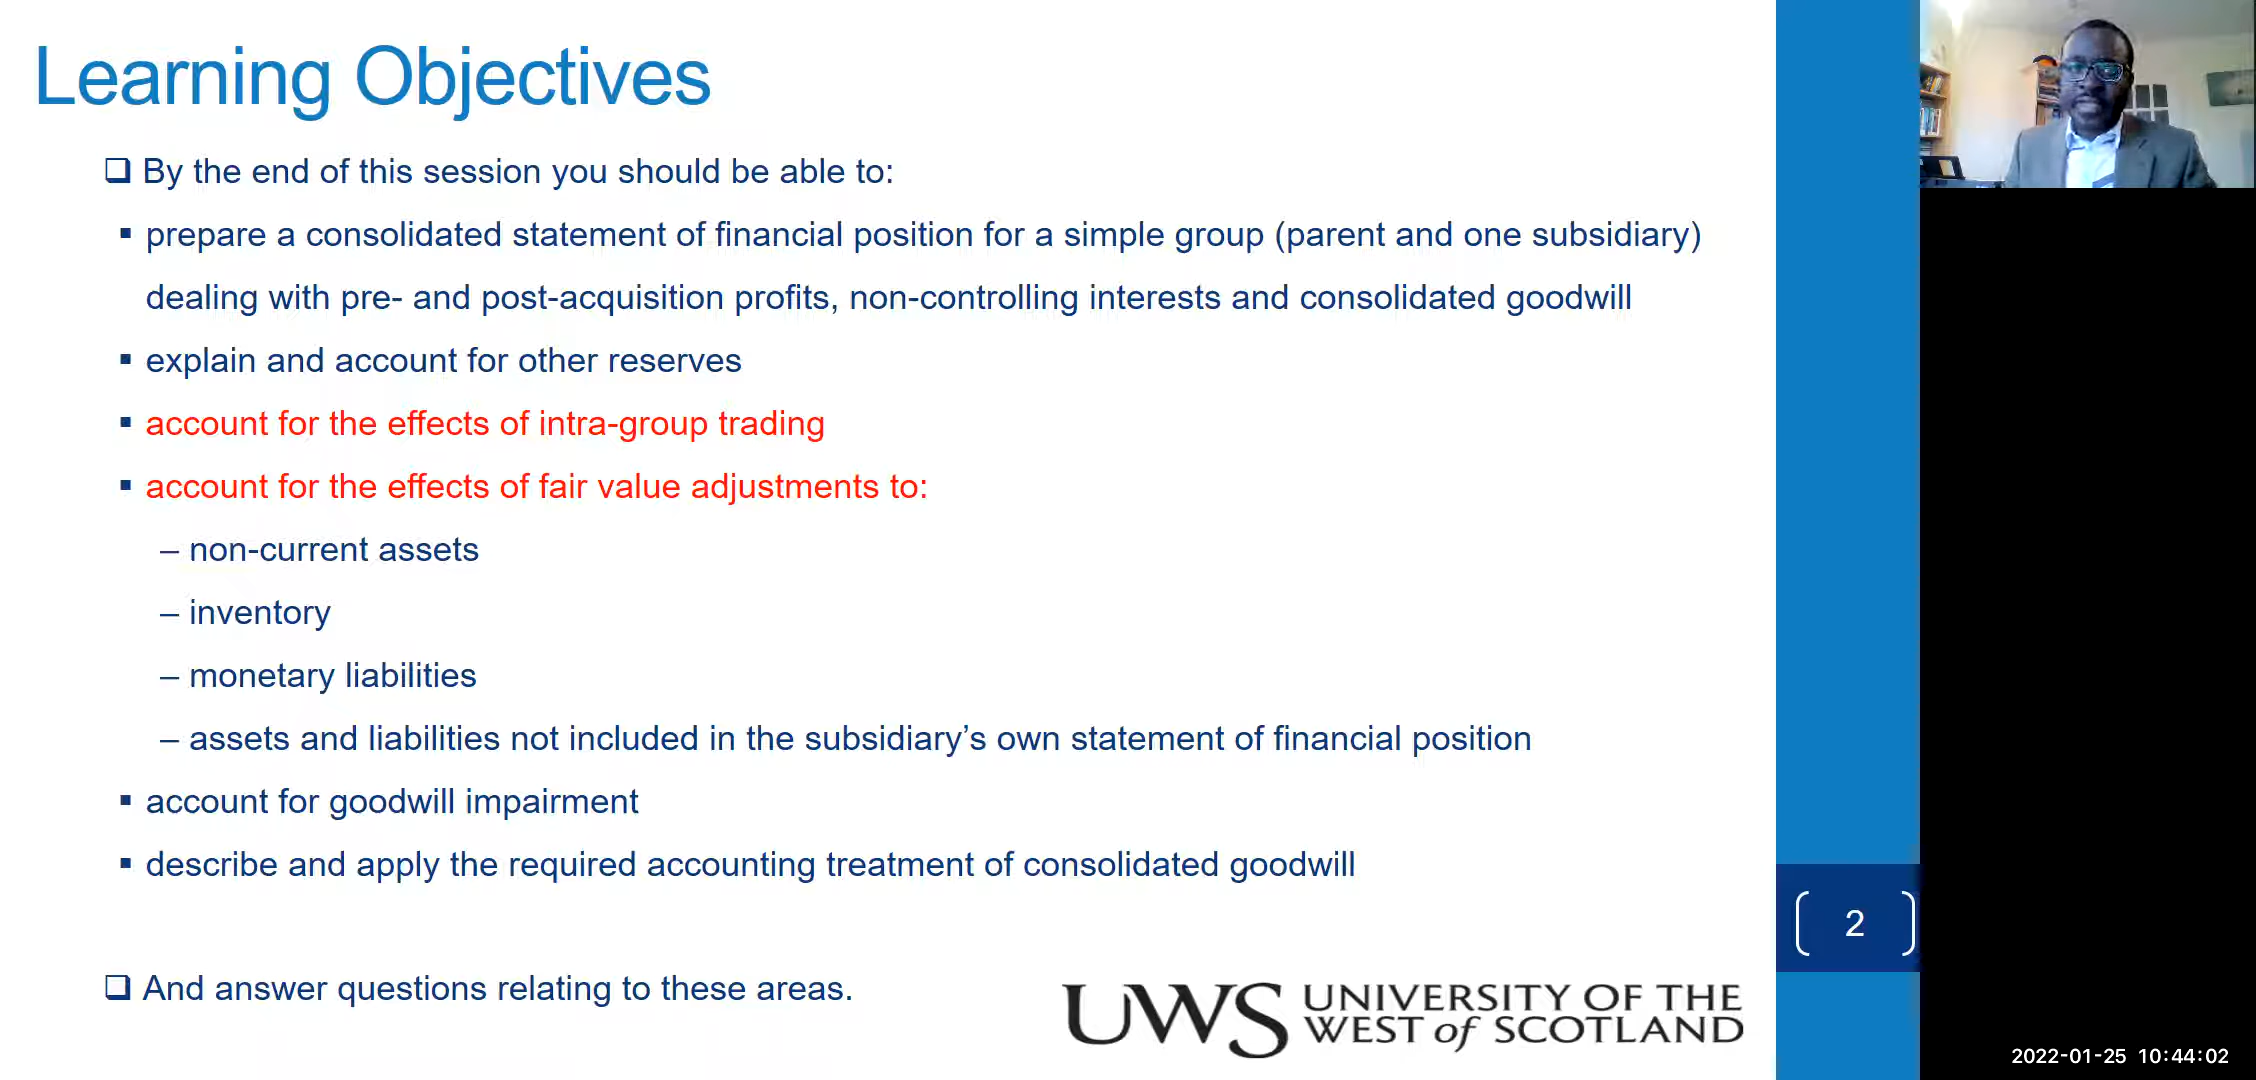 Learning Objectives
❑ By the end of this session you should be able to:
▪ prepare a consolidated statement of financial position for a simple group (parent and one subsidiary)
dealing with pre- and post-acquisition profits, non-controlling interests and consolidated goodwill
▪ explain and account for other reserves
▪ account for the effects of intra-group trading
▪ account for the effects of fair value adjustments to:
– non-current assets
– inventory
– monetary liabilities
– assets and liabilities not included in the subsidiary’s own statement of financial position
▪ account for goodwill impairment
▪ describe and apply the required accounting treatment of consolidated goodwill
2
❑ And answer questions relating to these areas.
UWS UNIVERSITY OF THE
WEST of SCOTLAND
2022-01-25 10:44:02